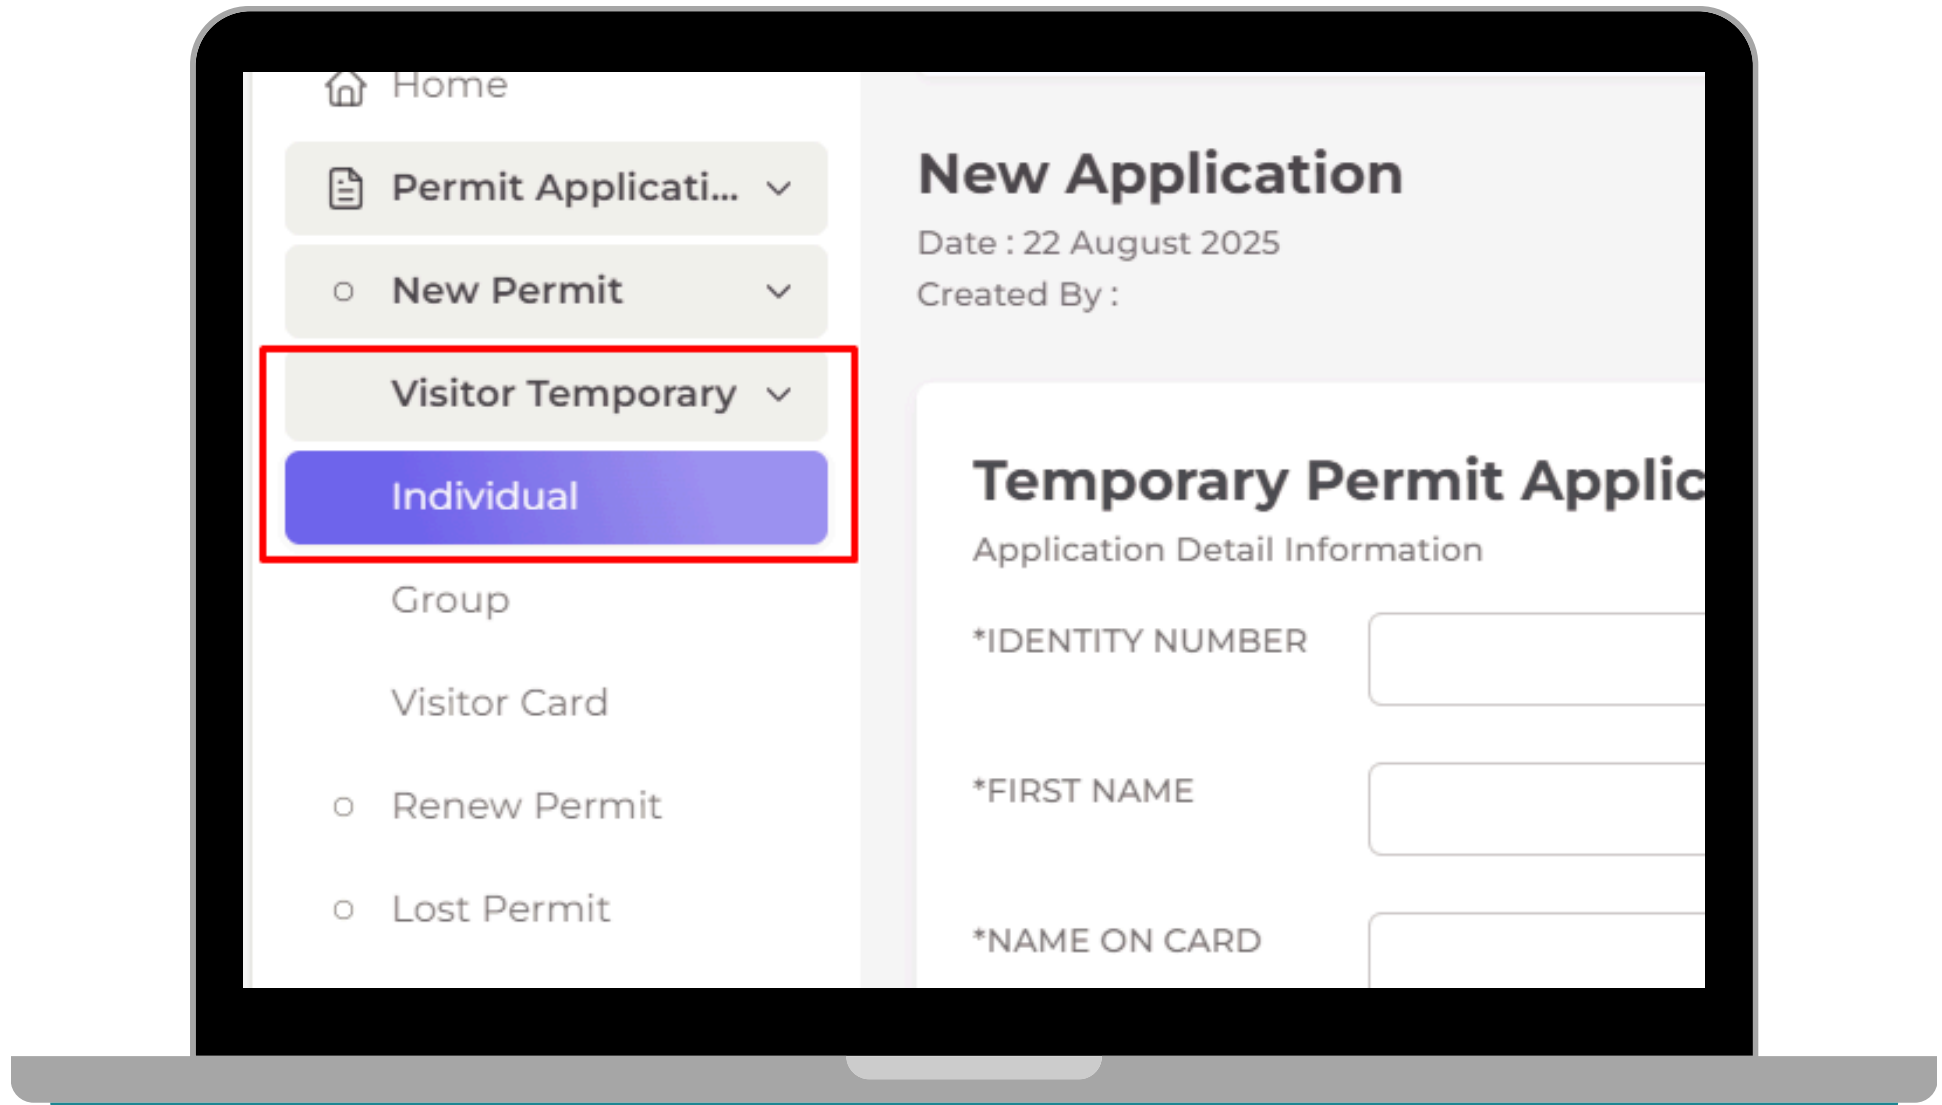 Home
Permit Applicati...
New Permit
Visitor Temporary
Individual
Group
Visitor Card
Renew Permit
Lost Permit
New Application
Date : 22 August 2025
Created By :
Temporary Permit Applic
Application Detail Information
*IDENTITY NUMBER
*FIRST NAME
*NAME ON CARD